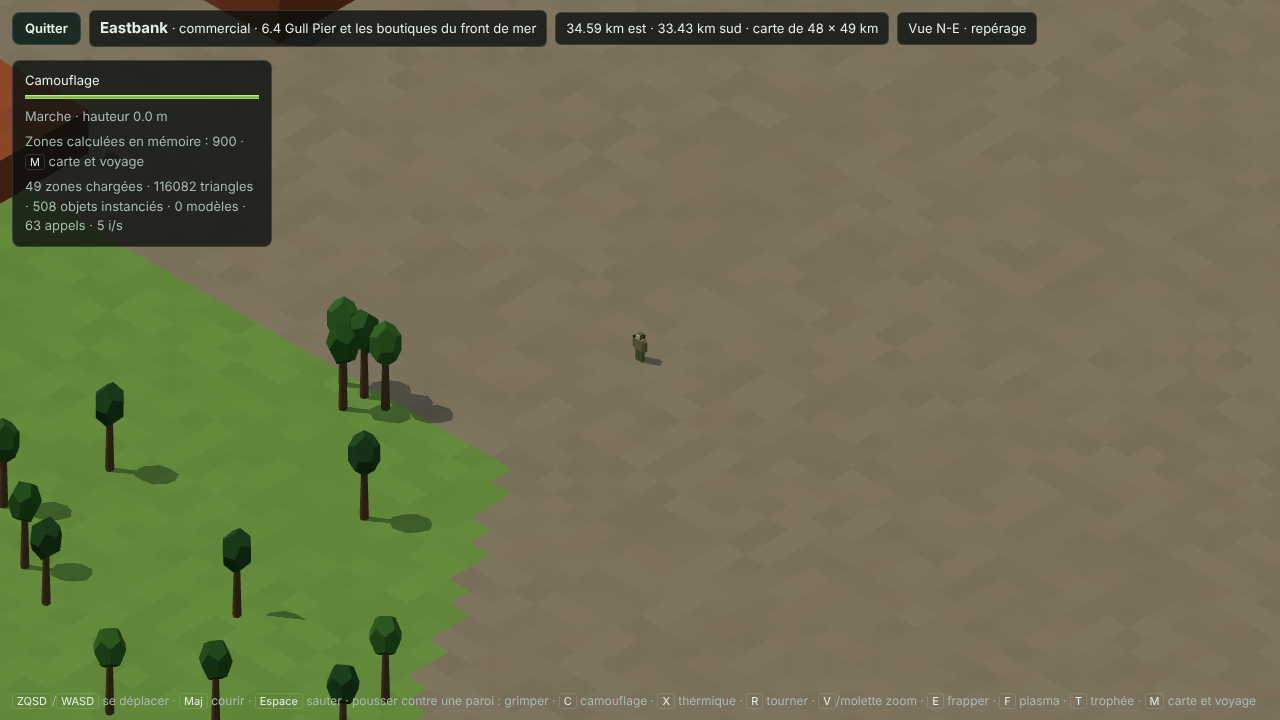 Quitter
Eastbank · commercial · 6.4 Gull Pier et les boutiques du front de mer
34.59 km est · 33.43 km sud · carte de 48 × 49 km
Vue N-E · repérage
Camouflage
Marche · hauteur 0.0 m
Zones calculées en mémoire : 900 ·
M carte et voyage
49 zones chargées · 116082 triangles
· 508 objets instanciés · 0 modèles ·
63 appels · 5 i/s
ZQSD / WASD se déplacer · Maj courir · Espace sauter · pousser contre une paroi : grimper · C camouflage · X thermique · R tourner · V /molette zoom · E frapper · F plasma · T trophée · M carte et voyage